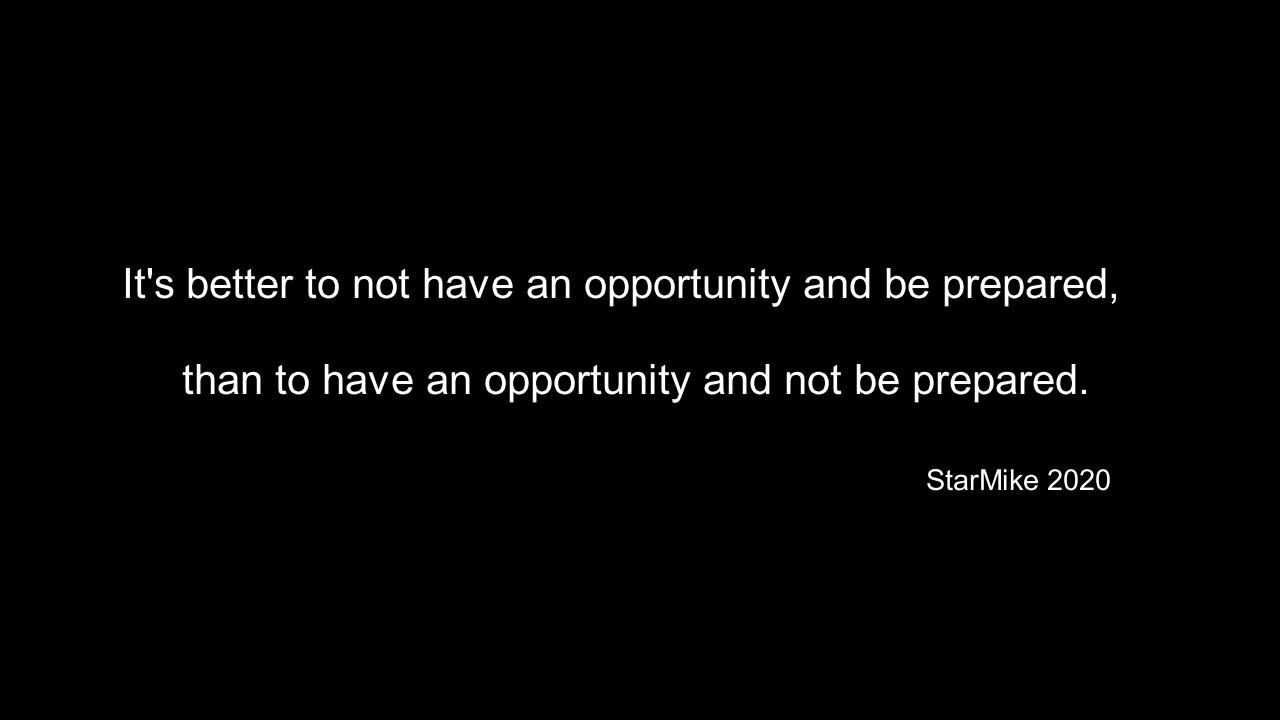 It's better to not have an opportunity and be prepared,
than to have an opportunity and not be prepared.
StarMike 2020